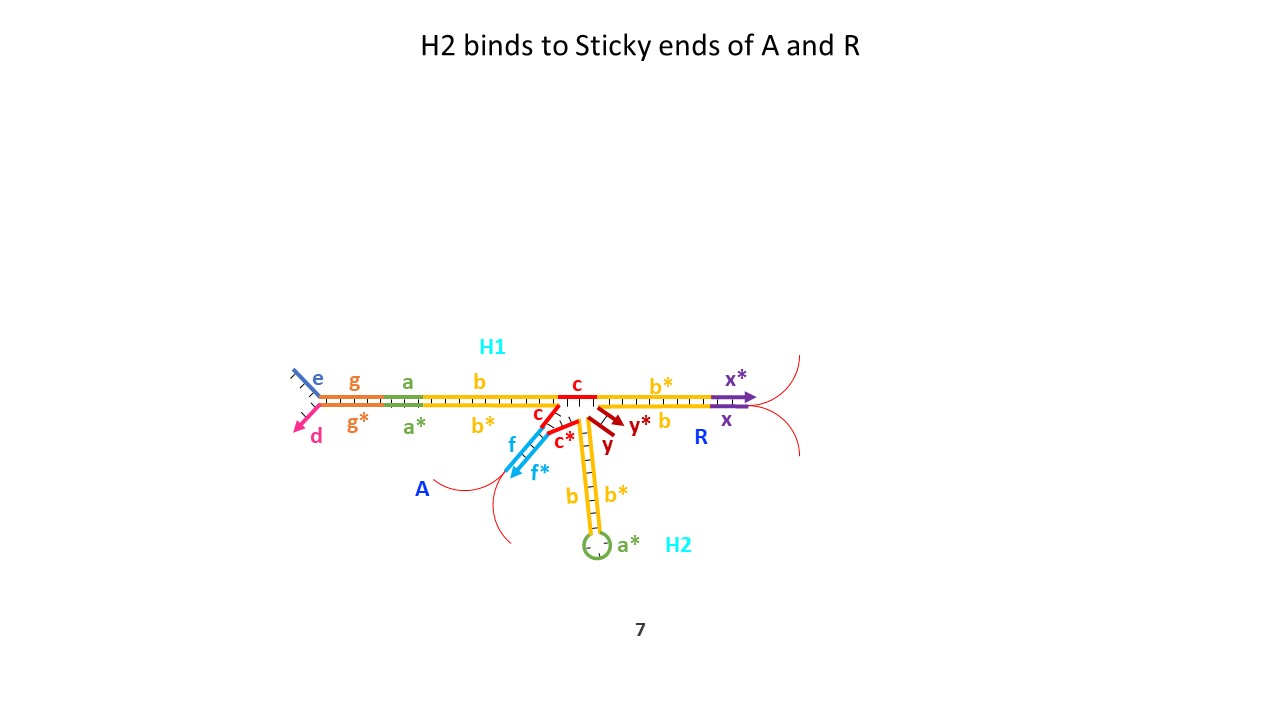 H2 binds to Sticky ends of A and R
H1
e g a b c b* x*
d g* a* b* c c* y y* b R x
f f*
A
b b*
a* H2
7